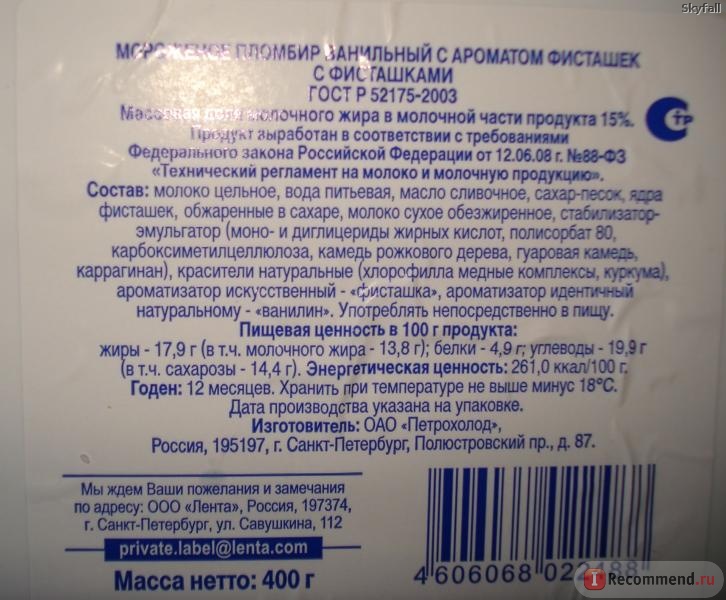 Skyfall
МОРОЖЕНОЕ ПЛОМБИР ВАНИЛЬНЫЙ С АРОМАТОМ ФИСТАШЕК
С ФИСТАШКАМИ
ГОСТ Р 52175-2003
Массовая доля молочного жира в молочной части продукта 15%.
Продукт выработан в соответствии с требованиями
Федерального закона Российской Федерации от 12.06.08 г. №88-ФЗ
«Технический регламент на молоко и молочную продукцию».
Состав: молоко цельное, вода питьевая, масло сливочное, сахар-песок, ядра
фисташек, обжаренные в сахаре, молоко сухое обезжиренное, стабилизатор-
эмульгатор (моно- и диглицериды жирных кислот, полисорбат 80,
карбоксиметилцеллюлоза, камедь рожкового дерева, гуаровая камедь,
каррагинан), красители натуральные (хлорофилла медные комплексы, куркума),
ароматизатор искусственный - «фисташка», ароматизатор идентичный
натуральному - «ванилин». Употреблять непосредственно в пищу.
Пищевая ценность в 100 г продукта:
жиры - 17,9 г (в т.ч. молочного жира - 13,8 г); белки - 4,9 г; углеводы - 19,9 г
(в т.ч. сахарозы - 14,4 г). Энергетическая ценность: 261,0 ккал/100 г.
Годен: 12 месяцев. Хранить при температуре не выше минус 18°С.
Дата производства указана на упаковке.
Изготовитель: ОАО «Петрохолод»,
Россия, 195197, г. Санкт-Петербург, Полюстровский пр., д. 87.
Мы ждем Ваши пожелания и замечания
по адресу: ООО «Лента», Россия, 197374,
г. Санкт-Петербург, ул. Савушкина, 112
private.label@lenta.com
Масса нетто: 400 г
4 606068
iRecommend.ru